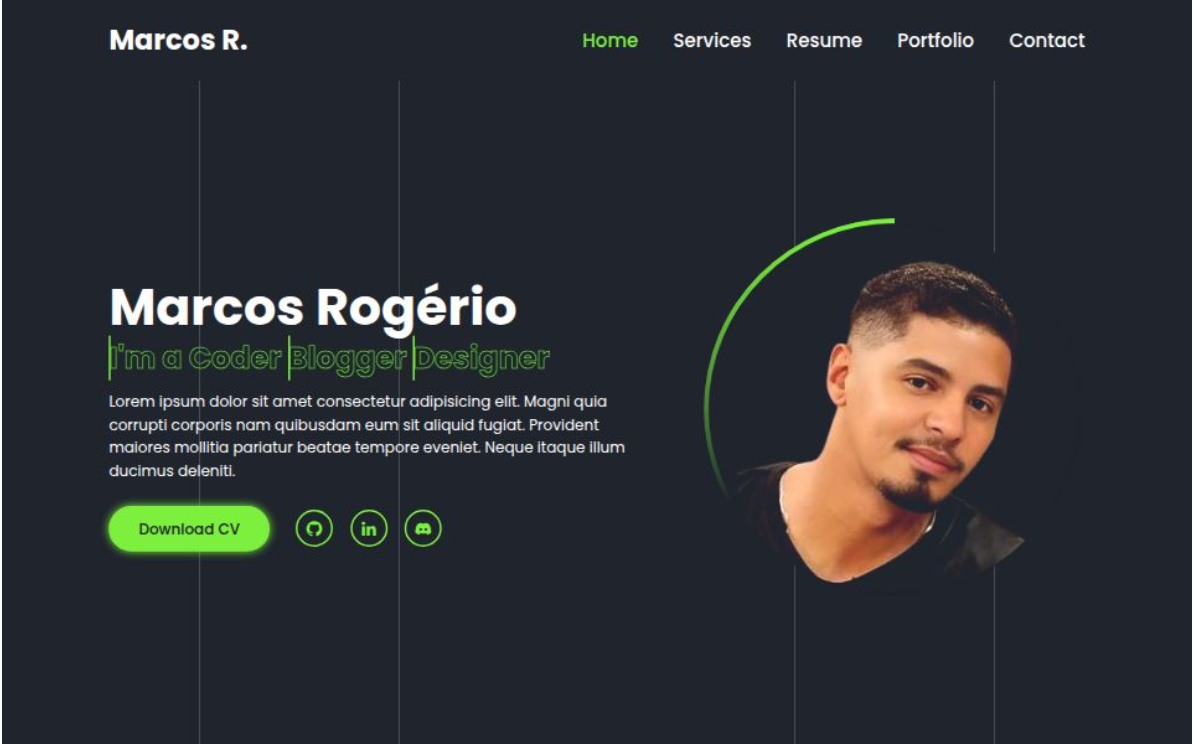 Marcos R.
Home Services Resume Portfolio Contact
Marcos Rogério
I'm a Coder Blogger Designer
Lorem ipsum dolor sit amet consectetur adipisicing elit. Magni quia
corrupti corporis nam quibusdam eum sit aliquid fugiat. Provident
maiores mollitia pariatur beatae tempore eveniet. Neque itaque illum
ducimus deleniti.
Download CV
in